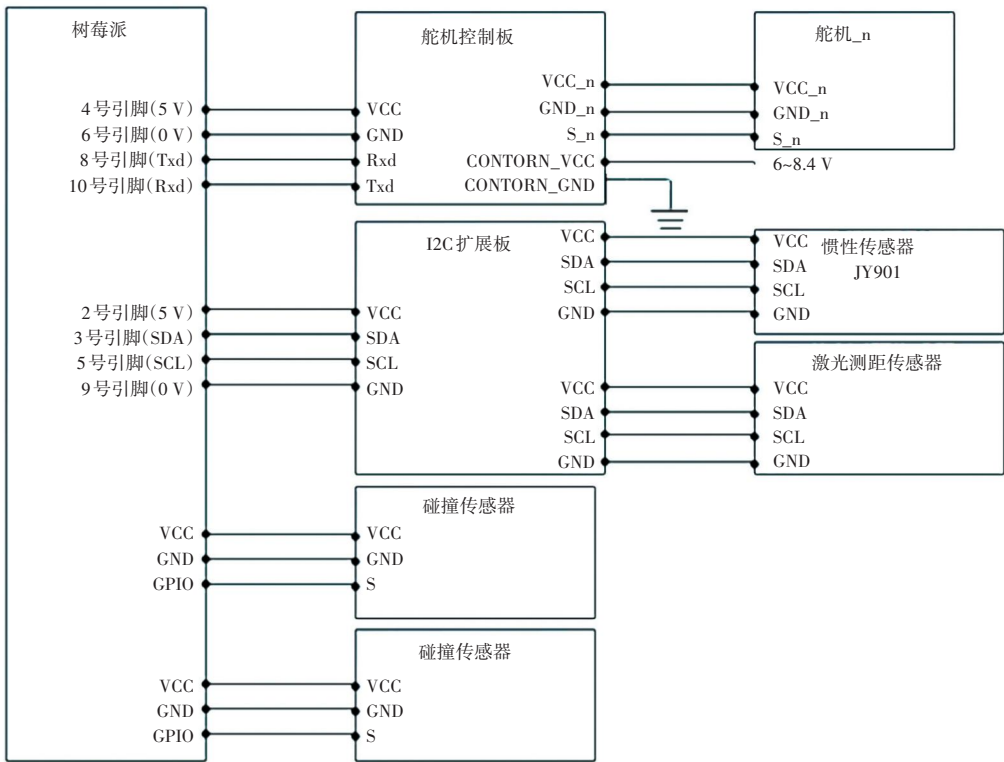 树莓派
4号引脚(5 V)
6号引脚(0 V)
8号引脚(Txd)
10号引脚(Rxd)
2号引脚(5 V)
3号引脚(SDA)
5号引脚(SCL)
9号引脚(0 V)
VCC
GND
GPIO
VCC
GND
GPIO
舵机控制板
VCC
GND
Rxd
Txd
VCC_n
GND_n
S_n
CONTORN_VCC
CONTORN_GND
舵机_n
VCC_n
GND_n
S_n
6~8.4 V
I2C扩展板
VCC
SDA
SCL
GND
VCC
SDA
SCL
GND
VCC
SDA
SCL
GND
惯性传感器
JY901
VCC
SDA
SCL
GND
激光测距传感器
VCC
SDA
SCL
GND
碰撞传感器
VCC
GND
S
碰撞传感器
VCC
GND
S